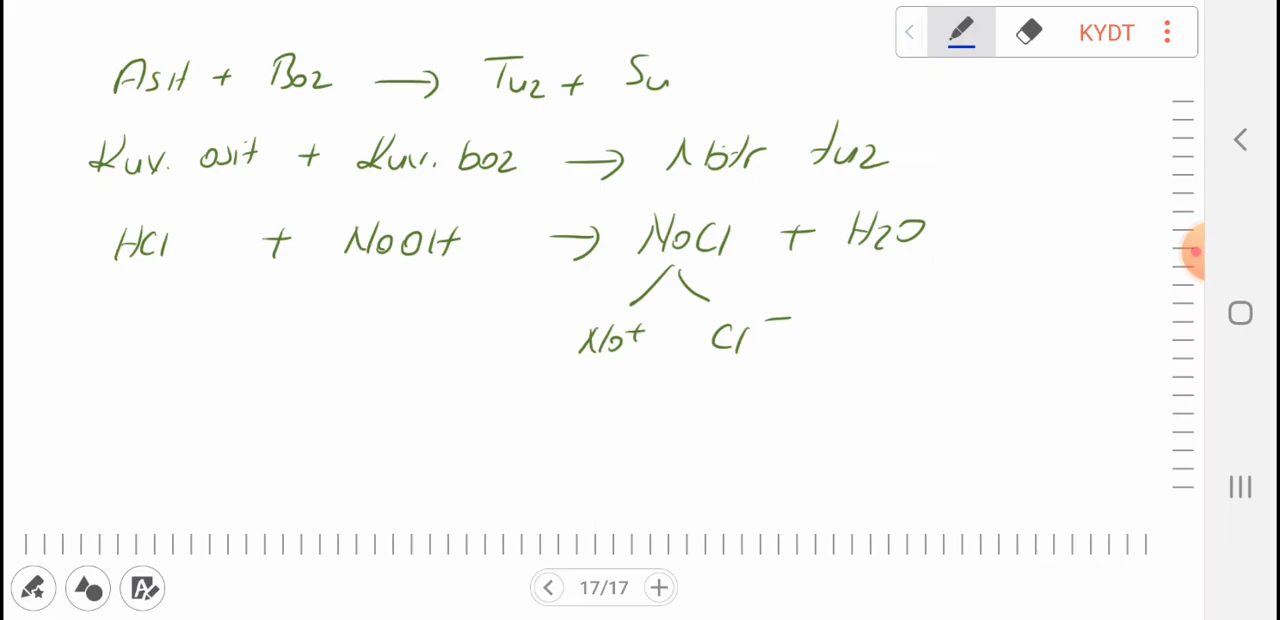 KYDT
Asit + Baz → Tuz + Su
Kuv. asit + Kuv. baz → Nötr tuz
HCl + NaOH → NaCl + H2O
Na+ Cl−
17/17